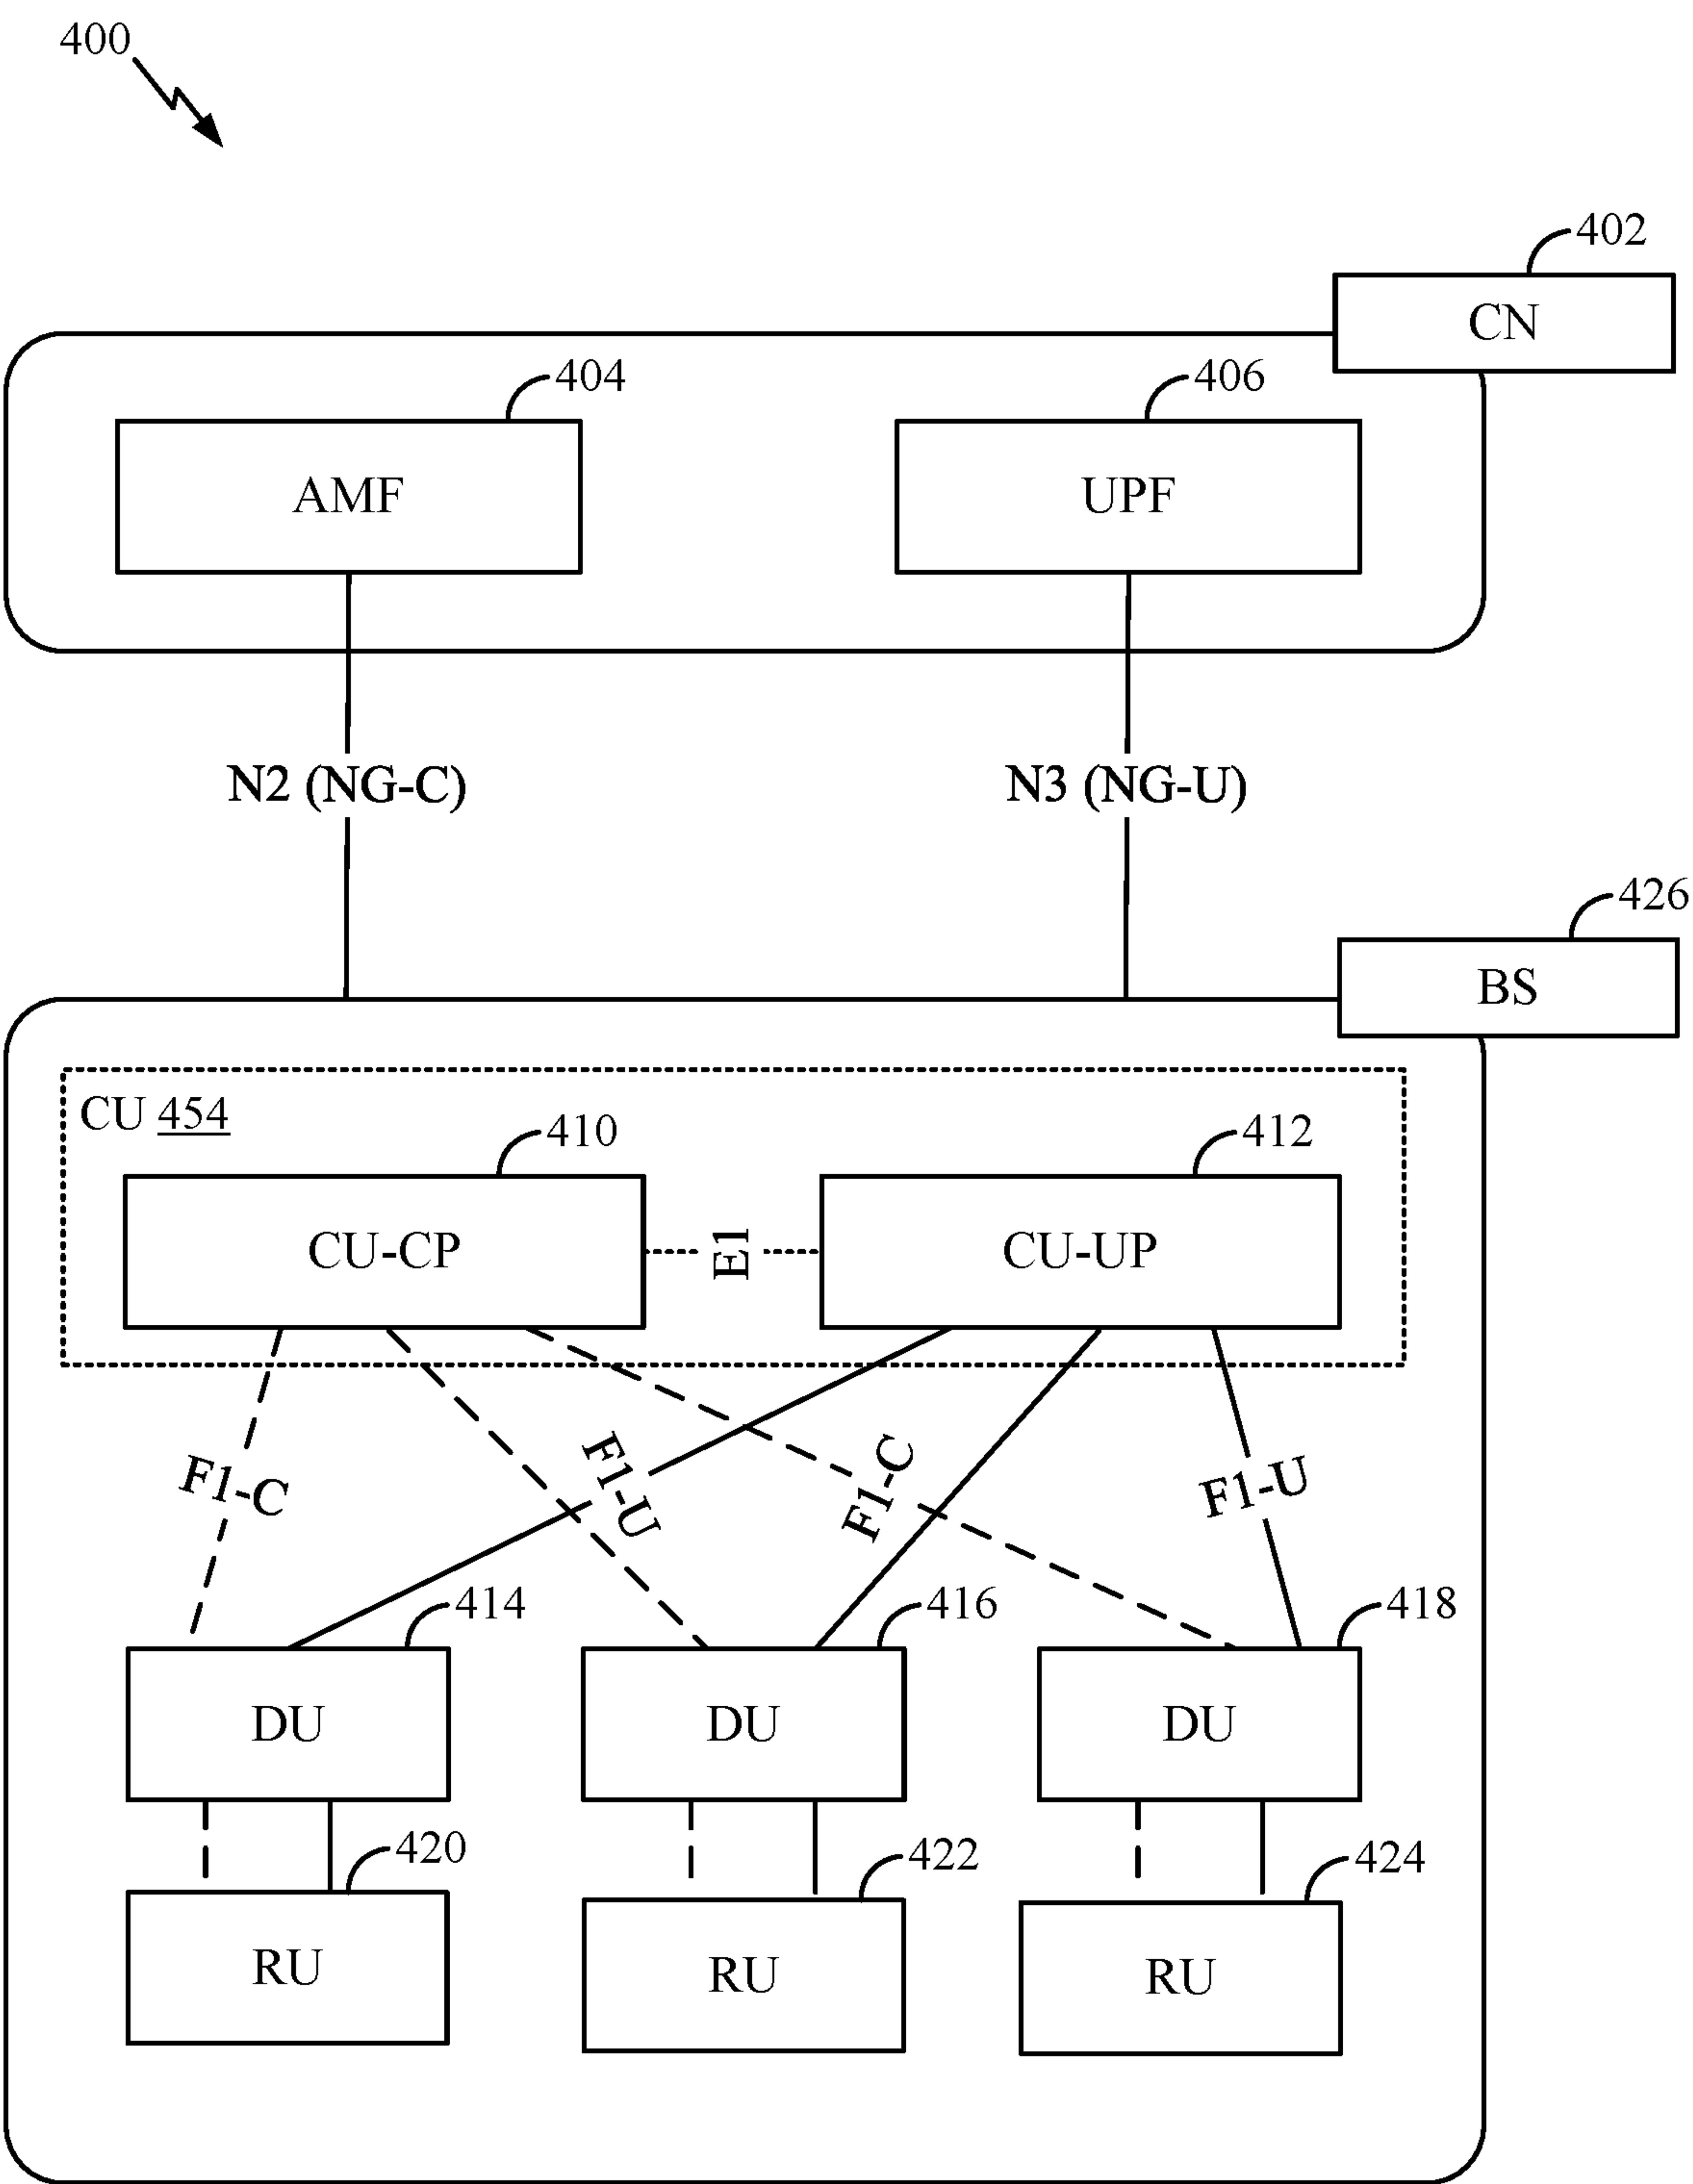 400
402
CN
404
406
AMF
UPF
N2 (NG-C)
N3 (NG-U)
426
BS
CU 454
410
412
CU-CP
E1
CU-UP
F1-C
F1-U
F1-C
F1-U
414
416
418
DU
DU
DU
420
422
424
RU
RU
RU